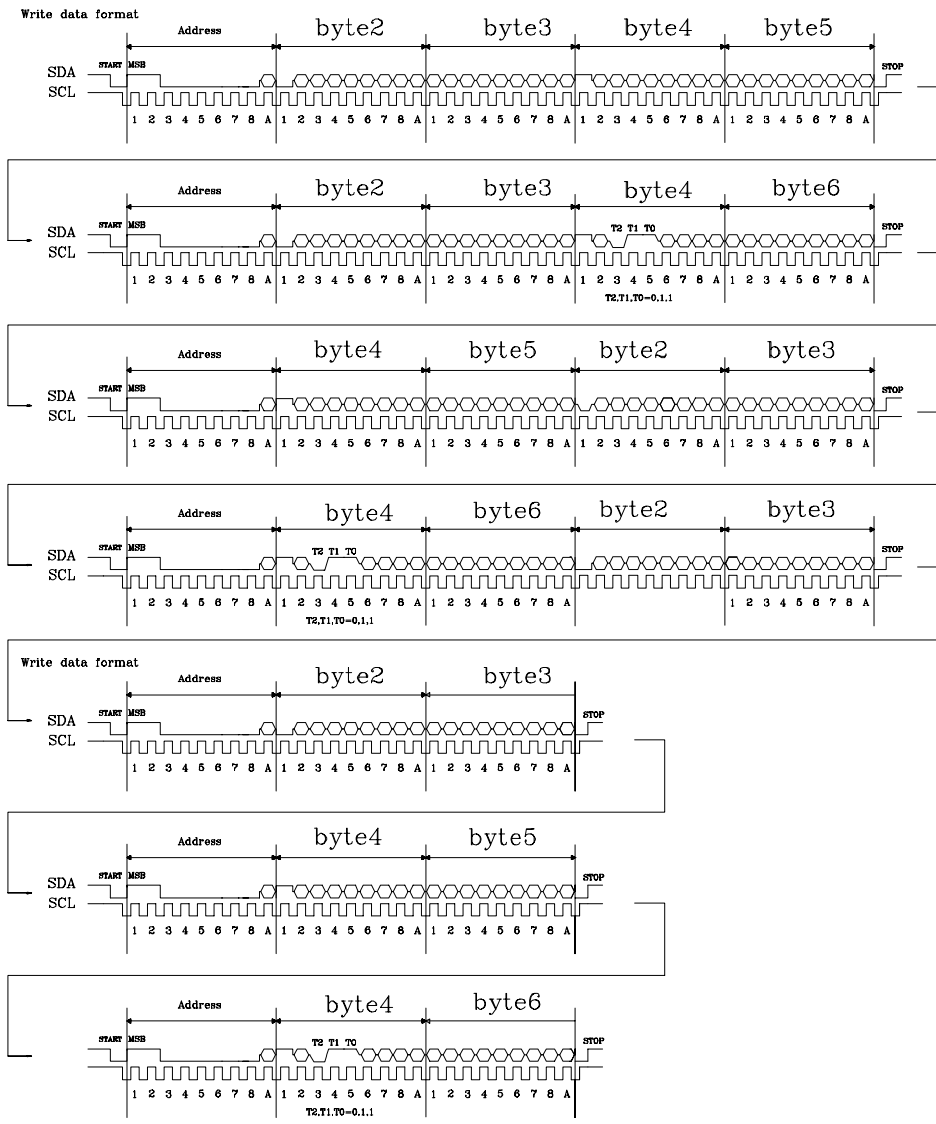 Write data format
Address byte2 byte3 byte4 byte5
START MSB STOP
SDA
SCL
1 2 3 4 5 6 7 8 A 1 2 3 4 5 6 7 8 A 1 2 3 4 5 6 7 8 A 1 2 3 4 5 6 7 8 A 1 2 3 4 5 6 7 8 A
Address byte2 byte3 byte4 byte6
START MSB T2 T1 T0 STOP
SDA
SCL
1 2 3 4 5 6 7 8 A 1 2 3 4 5 6 7 8 A 1 2 3 4 5 6 7 8 A 1 2 3 4 5 6 7 8 A 1 2 3 4 5 6 7 8 A
T2,T1,T0=0,1,1
Address byte4 byte5 byte2 byte3
START MSB STOP
SDA
SCL
1 2 3 4 5 6 7 8 A 1 2 3 4 5 6 7 8 A 1 2 3 4 5 6 7 8 A 1 2 3 4 5 6 7 8 A 1 2 3 4 5 6 7 8 A
Address byte4 byte6 byte2 byte3
START MSB T2 T1 T0 STOP
SDA
SCL
1 2 3 4 5 6 7 8 A 1 2 3 4 5 6 7 8 A 1 2 3 4 5 6 7 8 A 1 2 3 4 5 6 7 8 A
T2,T1,T0=0,1,1
Write data format
Address byte2 byte3
START MSB STOP
SDA
SCL
1 2 3 4 5 6 7 8 A 1 2 3 4 5 6 7 8 A 1 2 3 4 5 6 7 8 A
Address byte4 byte5
START MSB STOP
SDA
SCL
1 2 3 4 5 6 7 8 A 1 2 3 4 5 6 7 8 A 1 2 3 4 5 6 7 8 A
Address byte4 byte6
START MSB T2 T1 T0 STOP
1 2 3 4 5 6 7 8 A 1 2 3 4 5 6 7 8 A 1 2 3 4 5 6 7 8 A
T2,T1,T0=0,1,1